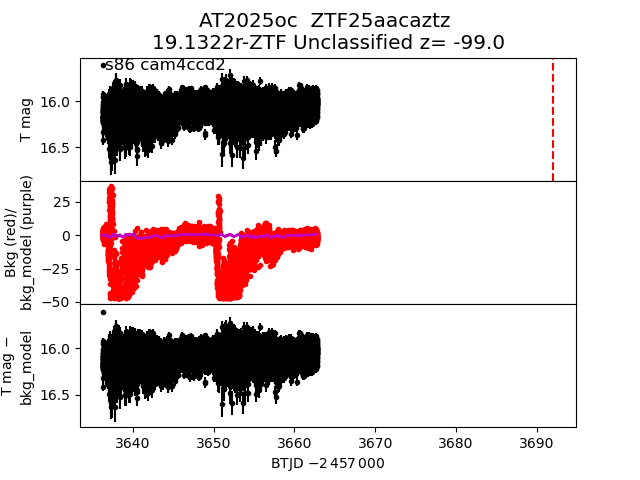 AT2025oc  ZTF25aacaztz
19.1322r-ZTF Unclassified z= -99.0
s86 cam4ccd2
T mag
16.0
16.5
Bkg (red)/
bkg_model (purple)
25
0
−25
−50
T mag −
bkg_model
16.0
16.5
3640
3650
3660
3670
3680
3690
BTJD −2 457 000